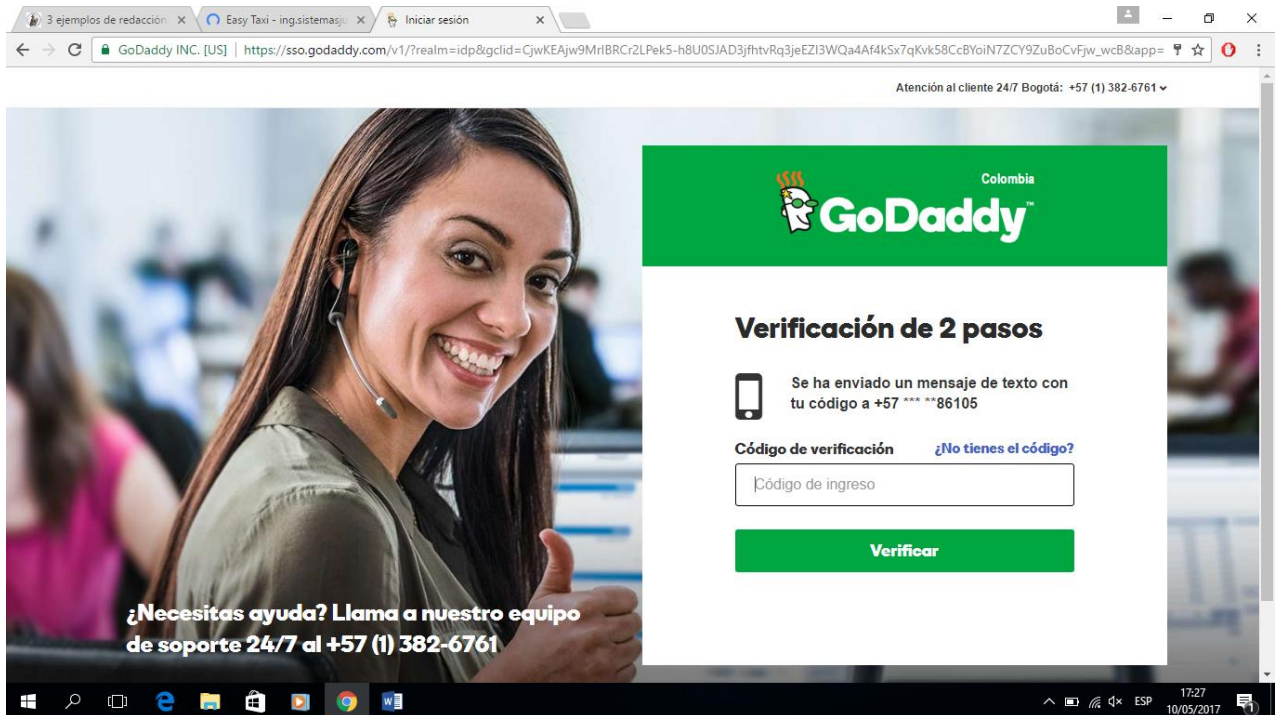 3 ejemplos de redacción
Easy Taxi - ing.sistemasju
Iniciar sesión
GoDaddy INC. [US] | https://sso.godaddy.com/v1/?realm=idp&gclid=CjwKEAjw9MrIBRCr2LPek5-h8U0SJAD3jfhtvRq3jeEZI3WQa4Af4kSx7qKvk58CcBYoiN7ZCY9ZuBoCvFjw_wcB&app=
Atención al cliente 24/7 Bogotá: +57 (1) 382-6761
Colombia
GoDaddy™
Verificación de 2 pasos
Se ha enviado un mensaje de texto con
tu código a +57 *** **86105
Código de verificación ¿No tienes el código?
Código de ingreso
Verificar
¿Necesitas ayuda? Llama a nuestro equipo
de soporte 24/7 al +57 (1) 382-6761
ESP
17:27
10/05/2017
1